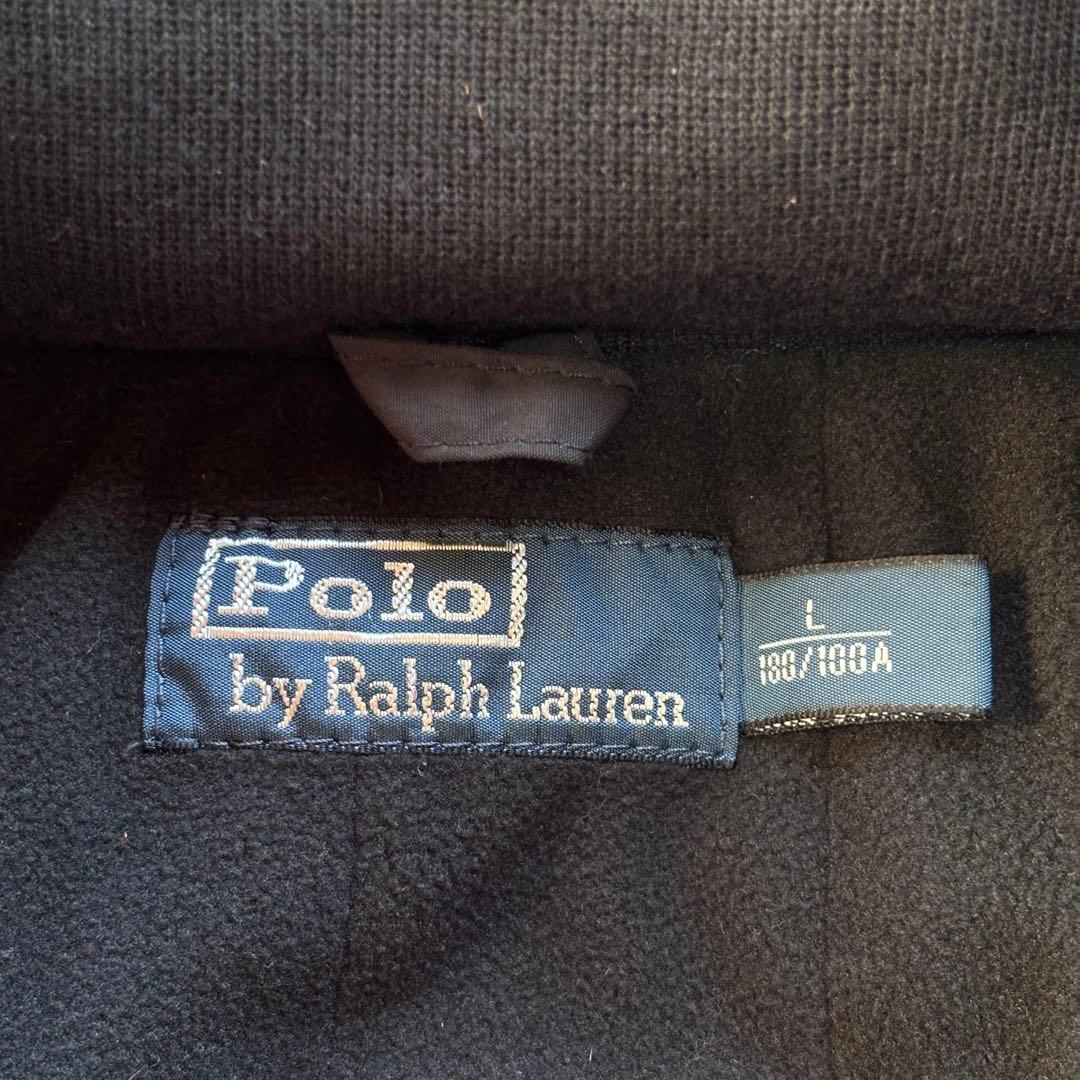 Polo
by Ralph Lauren
L
180/100A